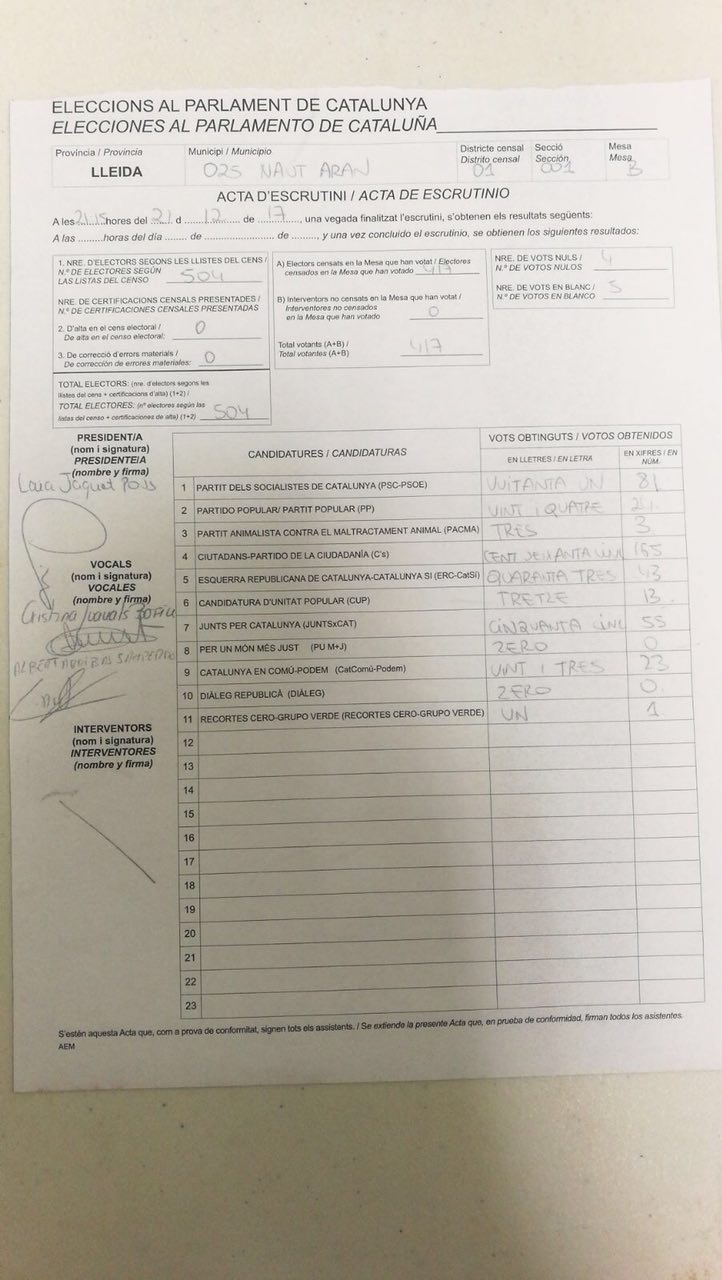 ELECCIONS AL PARLAMENT DE CATALUNYA
ELECCIONES AL PARLAMENTO DE CATALUÑA
Província / Provincia
LLEIDA
Municipi / Municipio
025 NAUT ARAN
Districte censal
Distrito censal
01
Secció
Sección
001
Mesa
Mesa
B
ACTA D'ESCRUTINI / ACTA DE ESCRUTINIO
A les 21,15 hores del 21 d 12 de 17, una vegada finalitzat l'escrutini, s'obtenen els resultats següents:
A las .........horas del día ....... de .......................... de ........, y una vez concluido el escrutinio, se obtienen los siguientes resultados:
1. NRE. D'ELECTORS SEGONS LES LLISTES DEL CENS /
N.º DE ELECTORES SEGÚN
LAS LISTAS DEL CENSO 504
NRE. DE CERTIFICACIONS CENSALS PRESENTADES /
N.º DE CERTIFICACIONES CENSALES PRESENTADAS
2. D'alta en el cens electoral /
De alta en el censo electoral: 0
3. De correcció d'errors materials /
De corrección de errores materiales: 0
TOTAL ELECTORS: (nre. d'electors segons les
llistes del cens + certificacions d'alta) (1+2) /
TOTAL ELECTORES: (nº electores según las
listas del censo + certificaciones de alta) (1+2) 504
A) Electors censats en la Mesa que han votat / Electores
censados en la Mesa que han votado 417
B) Interventors no censats en la Mesa que han votat /
Interventores no censados
en la Mesa que han votado 0
Total votants (A+B) /
Total votantes (A+B) 417
NRE. DE VOTS NULS /
N.º DE VOTOS NULOS 4
NRE. DE VOTS EN BLANC /
N.º DE VOTOS EN BLANCO 5
PRESIDENT/A
(nom i signatura)
PRESIDENTE/A
(nombre y firma)
VOCALS
(nom i signatura)
VOCALES
(nombre y firma)
Cristina
ALBERT
INTERVENTORS
(nom i signatura)
INTERVENTORES
(nombre y firma)
CANDIDATURES / CANDIDATURAS
VOTS OBTINGUTS / VOTOS OBTENIDOS
EN LLETRES / EN LETRA
EN XIFRES / EN NÚM.
1 PARTIT DELS SOCIALISTES DE CATALUNYA (PSC-PSOE) VUITANTA UN 81
2 PARTIDO POPULAR/ PARTIT POPULAR (PP) VINT I QUATRE 24
3 PARTIT ANIMALISTA CONTRA EL MALTRACTAMENT ANIMAL (PACMA) TRES 3
4 CIUTADANS-PARTIDO DE LA CIUDADANÍA (C's) CENT SEIXANTA CINC 165
5 ESQUERRA REPUBLICANA DE CATALUNYA-CATALUNYA SÍ (ERC-CatSí) QUARANTA TRES 43
6 CANDIDATURA D'UNITAT POPULAR (CUP) TRETZE 13
7 JUNTS PER CATALUNYA (JUNTSxCAT) CINQUANTA CINC 55
8 PER UN MÓN MÉS JUST (PU M+J) ZERO 0
9 CATALUNYA EN COMÚ-PODEM (CatComú-Podem) VINT I TRES 23
10 DIÀLEG REPUBLICÀ (DIÀLEG) ZERO 0
11 RECORTES CERO-GRUPO VERDE (RECORTES CERO-GRUPO VERDE) UN 1
12
13
14
15
16
17
18
19
20
21
22
23
S'estén aquesta Acta que, com a prova de conformitat, signen tots els assistents. / Se extiende la presente Acta que, en prueba de conformidad, firman todos los asistentes.
AEM